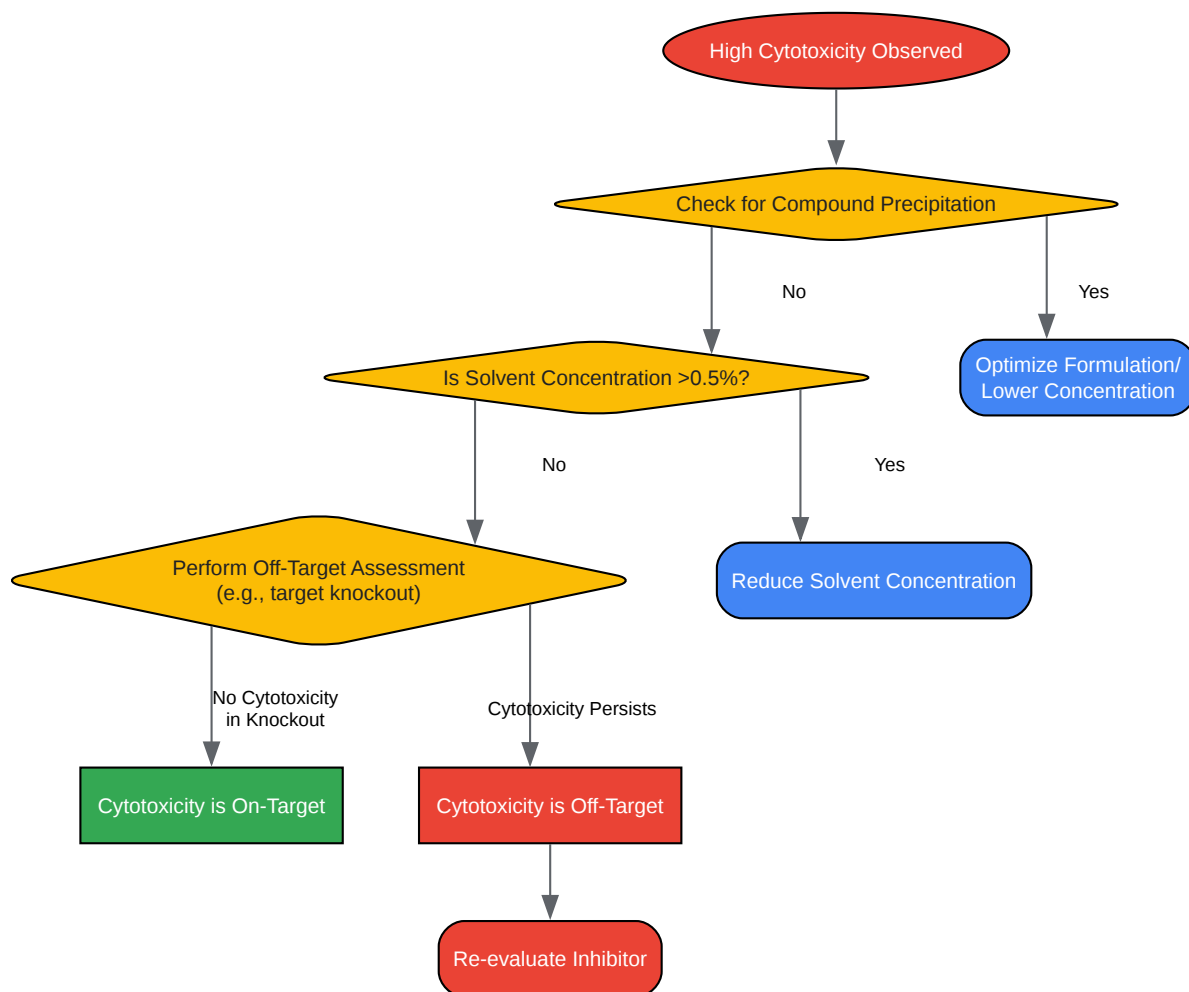 High Cytotoxicity Observed
Check for Compound Precipitation
No
Yes
Optimize Formulation/
Lower Concentration
Is Solvent Concentration >0.5%?
No
Yes
Perform Off-Target Assessment
(e.g., target knockout)
Reduce Solvent Concentration
No Cytotoxicity
in Knockout
Cytotoxicity Persists
Cytotoxicity is On-Target
Cytotoxicity is Off-Target
Re-evaluate Inhibitor